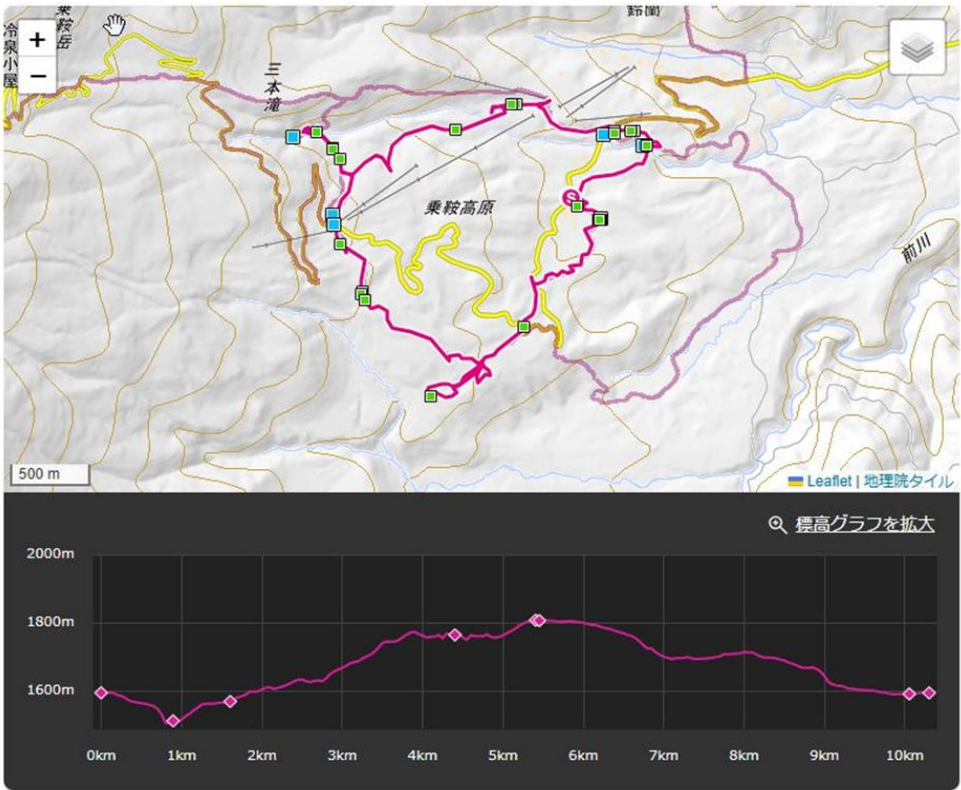 乗鞍岳
冷泉小屋
+
−
三本滝
鈴蘭
乗鞍高原
前川
500 m
Leaflet | 地理院タイル
標高グラフを拡大
2000m
1800m
1600m
0km 1km 2km 3km 4km 5km 6km 7km 8km 9km 10km